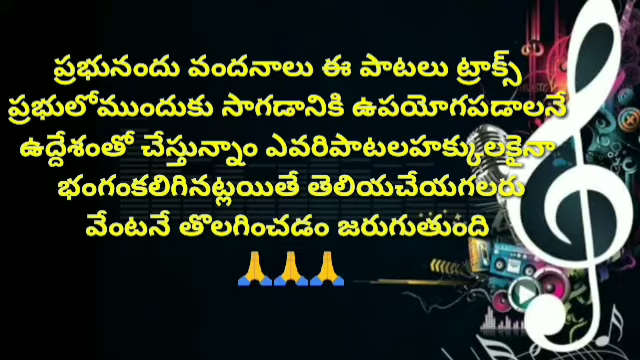 ప్రభునందు వందనాలు ఈ పాటలు ట్రాక్స్
ప్రభులోముందుకు సాగడానికి ఉపయోగపడాలనే
ఉద్దేశంతో చేస్తున్నాం ఎవరిపాటలహక్కులకైనా
భంగంకలిగినట్లయితే తెలియచేయగలరు
వేంటనే తొలగించడం జరుగుతుంది
🙏🙏🙏